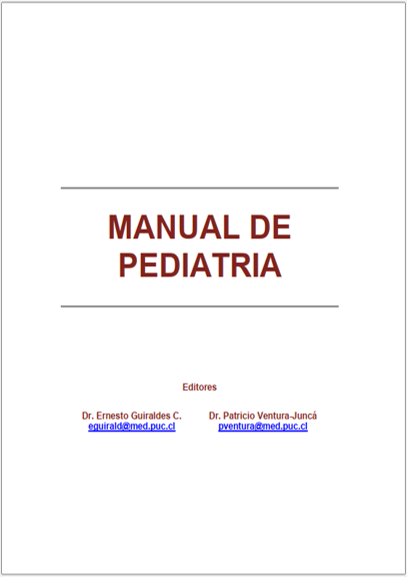 MANUAL DE
PEDIATRIA
Editores
Dr. Ernesto Guiraldes C. Dr. Patricio Ventura-Juncá
eguirald@med.puc.cl pventura@med.puc.cl